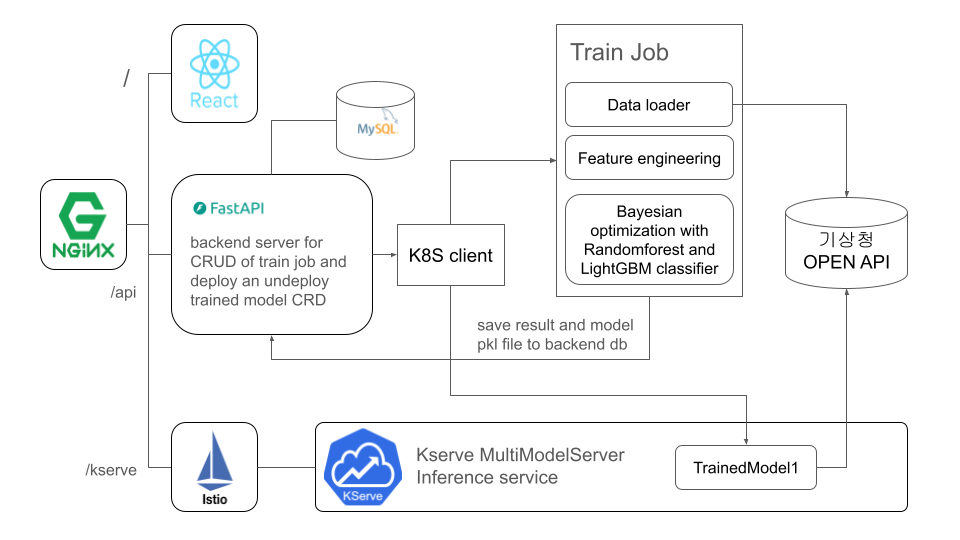 /
React
MySQL
NGINX
/api
FastAPI
backend server for
CRUD of train job and
deploy an undeploy
trained model CRD
K8S client
Train Job
Data loader
Feature engineering
Bayesian
optimization with
Randomforest and
LightGBM classifier
기상청
OPEN API
save result and model
pkl file to backend db
/kserve
Istio
KServe
Kserve MultiModelServer
Inference service
TrainedModel1